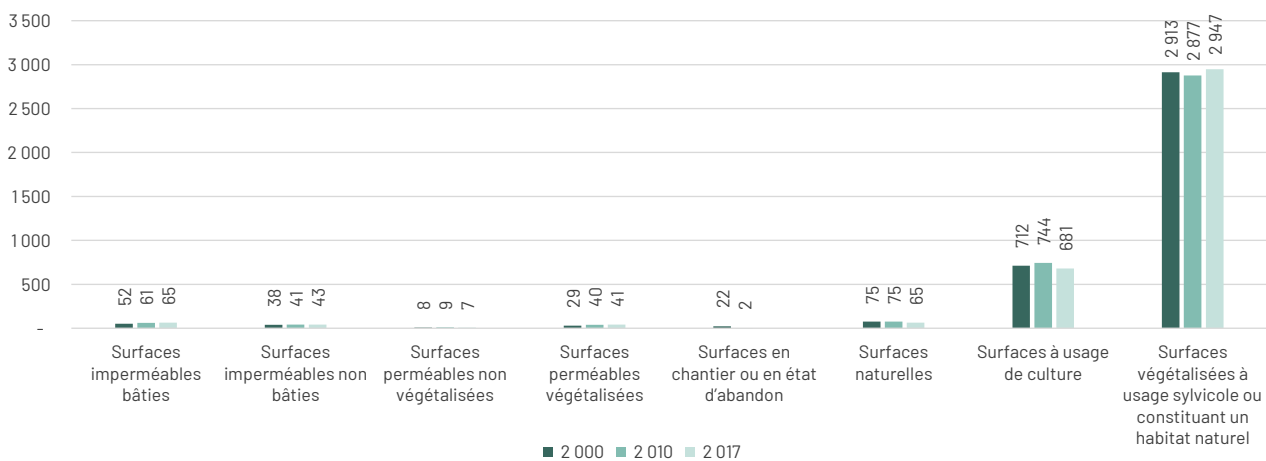 3 500
3 000
2 500
2 000
1 500
1 000
500
-
52 61 65
38 41 43
8 9 7
29 40 41
22 2
75 75 65
712 744 681
2 913 2 877 2 947
Surfaces
imperméables
bâties
Surfaces
imperméables non
bâties
Surfaces
perméables non
végétalisées
Surfaces
perméables
végétalisées
Surfaces en
chantier ou en état
d’abandon
Surfaces
naturelles
Surfaces à usage
de culture
Surfaces
végétalisées à
usage sylvicole ou
constituant un
habitat naturel
2 000 2 010 2 017